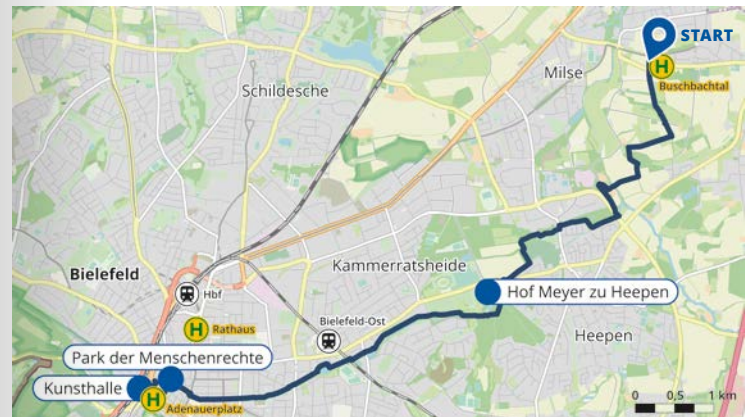 START
H
Buschbachtal
Milse
Schildesche
Kammerratsheide
Bielefeld
Hbf
Hof Meyer zu Heepen
H
Rathaus
Bielefeld-Ost
Heepen
Park der Menschenrechte
Kunsthalle
H
Adenauerplatz
0 0,5 1 km